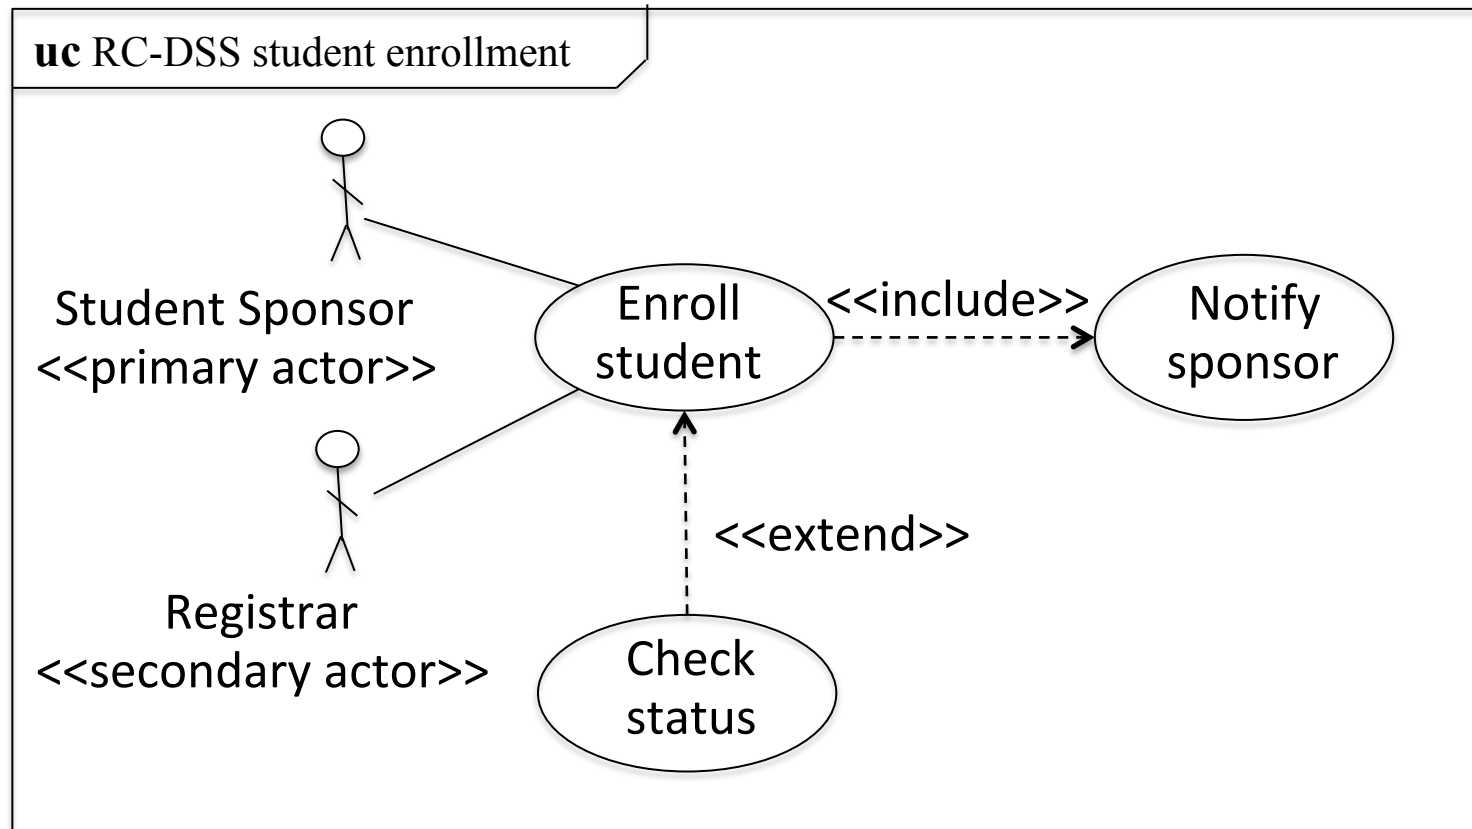 uc RC-DSS student enrollment
Student Sponsor
<<primary actor>>
Enroll
student
<<include>>
Notify
sponsor
<<extend>>
Registrar
<<secondary actor>>
Check
status